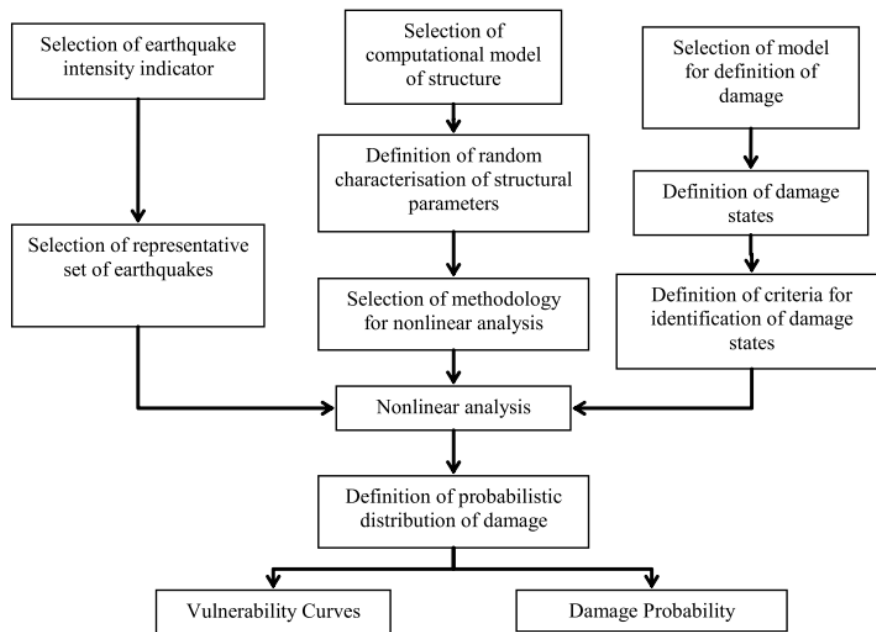 Selection of earthquake
intensity indicator
Selection of
computational model
of structure
Selection of model
for definition of
damage
Definition of random
characterisation of structural
parameters
Definition of damage
states
Selection of representative
set of earthquakes
Selection of methodology
for nonlinear analysis
Definition of criteria for
identification of damage
states
Nonlinear analysis
Definition of probabilistic
distribution of damage
Vulnerability Curves
Damage Probability